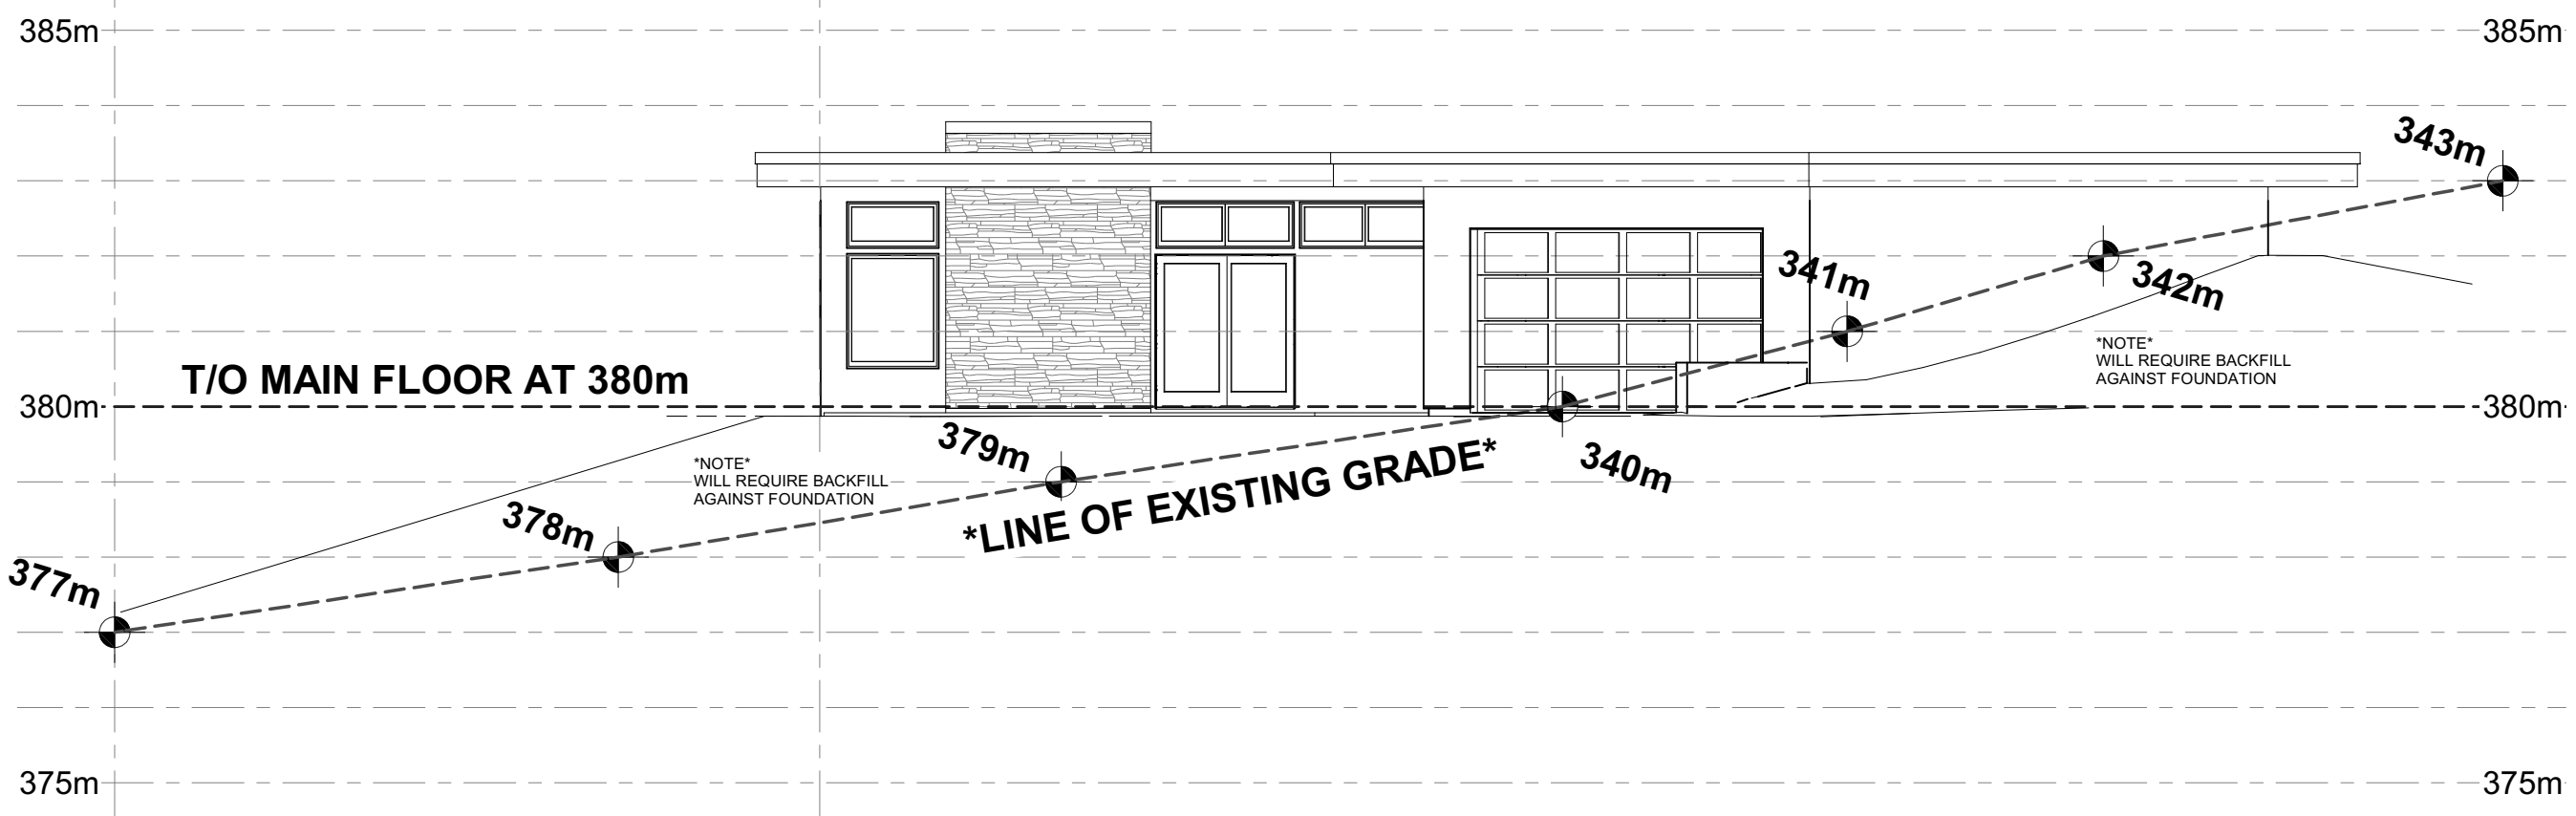 385m
385m
343m
341m
342m
*NOTE*
WILL REQUIRE BACKFILL
AGAINST FOUNDATION
T/O MAIN FLOOR AT 380m
380m
380m
379m
*LINE OF EXISTING GRADE*
340m
*NOTE*
WILL REQUIRE BACKFILL
AGAINST FOUNDATION
378m
377m
375m
375m